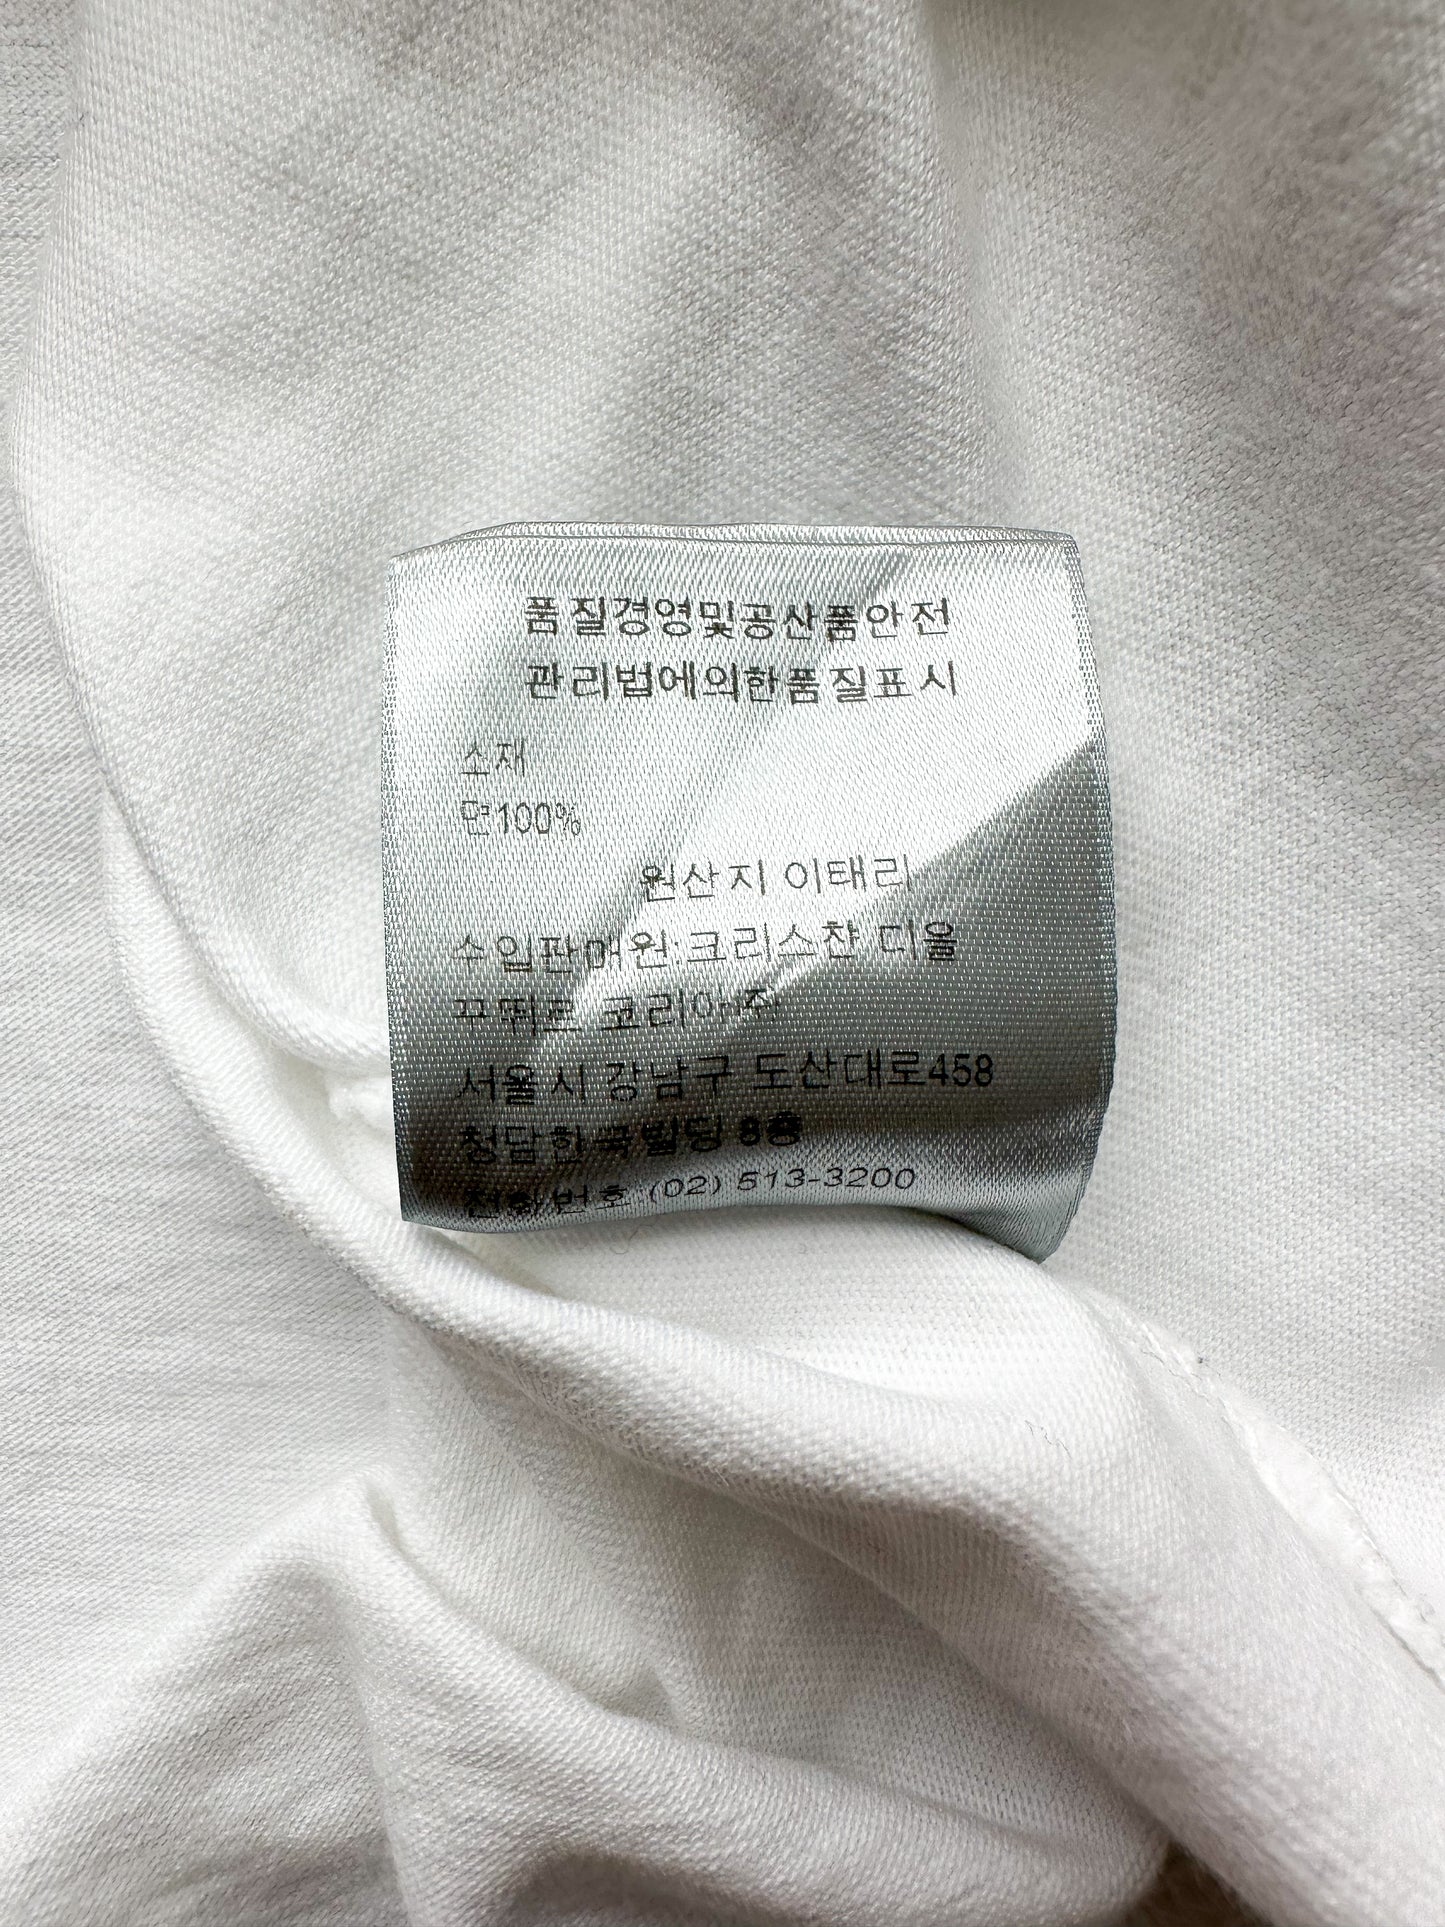 품질경영및공산품안전
관리법에의한품질표시
소재
면100%
원산지 이태리
수입판매원:크리스챤 디올
꾸뛰르 코리아㈜
서울시 강남구 도산대로458
청담한국빌딩 8층
전화번호:(02) 513-3200